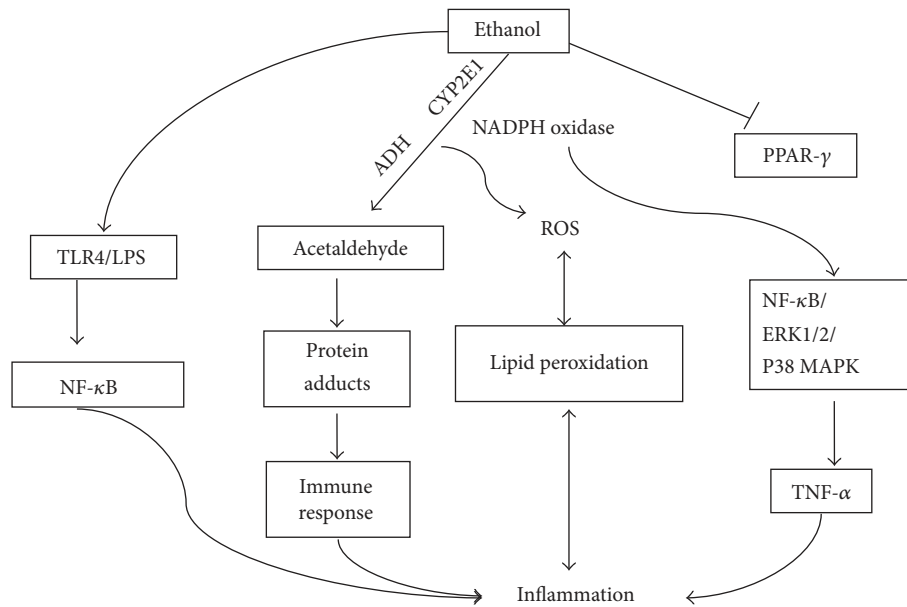 Ethanol
CYP2E1
ADH
NADPH oxidase
PPAR-γ
TLR4/LPS
Acetaldehyde
ROS
NF-κB/
ERK1/2/
P38 MAPK
Protein
adducts
Lipid peroxidation
NF-κB
Immune
response
TNF-α
Inflammation